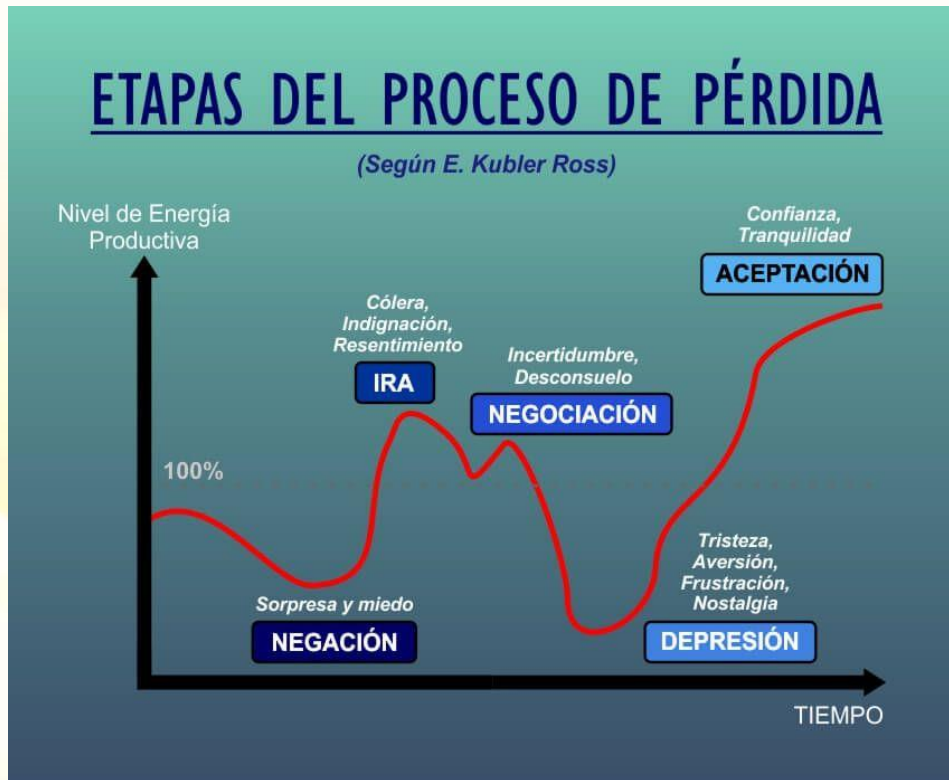 ETAPAS DEL PROCESO DE PÉRDIDA
(Según E. Kubler Ross)
Nivel de Energía
Productiva
Confianza,
Tranquilidad
ACEPTACIÓN
Cólera,
Indignación,
Resentimiento
IRA
Incertidumbre,
Desconsuelo
NEGOCIACIÓN
100%
Sorpresa y miedo
NEGACIÓN
Tristeza,
Aversión,
Frustración,
Nostalgia
DEPRESIÓN
TIEMPO